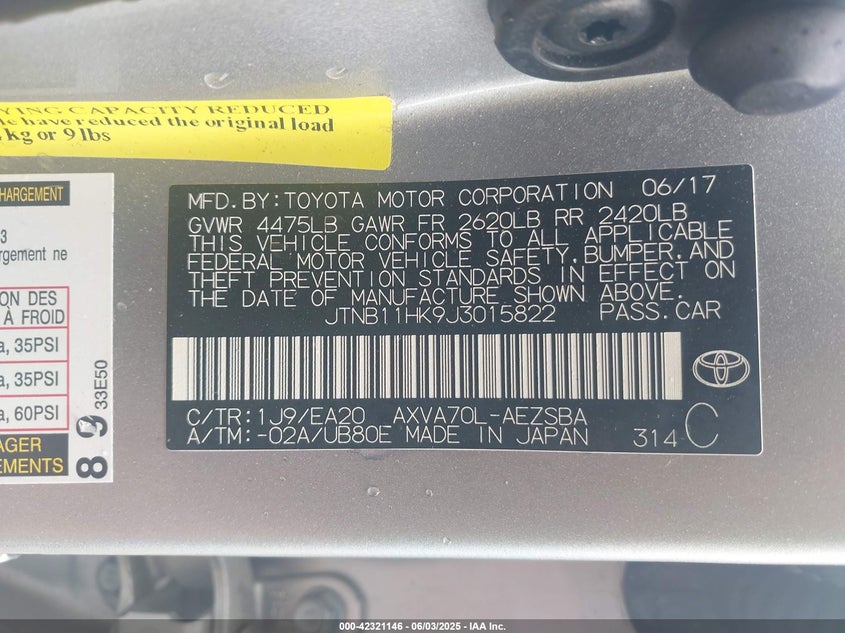 YING CAPACITY REDUCED
have reduced the original load
kg or 9 lbs
CHARGEMENT
3
rgement ne
ION DES
À FROID
a, 35PSI
a, 35PSI
a, 60PSI
AGER
EMENTS
89
33E50
MFD.BY:TOYOTA MOTOR CORPORATION 06/17
GVWR 4475LB GAWR FR 2620LB RR 2420LB
THIS VEHICLE CONFORMS TO ALL APPLICABLE
FEDERAL MOTOR VEHICLE SAFETY,BUMPER,AND
THEFT PREVENTION STANDARDS IN EFFECT ON
THE DATE OF MANUFACTURE SHOWN ABOVE.
JTNB11HK9J3015822 PASS.CAR
C/TR:1J9/EA20 AXVA70L-AEZSBA
A/TM:-02A/UB80E MADE IN JAPAN
314 C
000-42321146 - 06/03/2025 - IAA Inc.